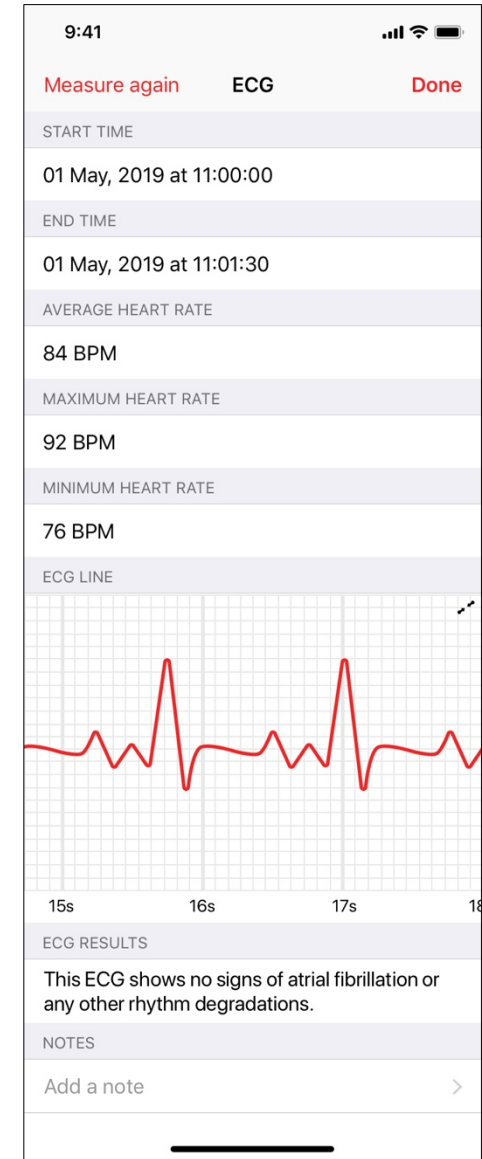 9:41
Measure again ECG Done
START TIME
01 May, 2019 at 11:00:00
END TIME
01 May, 2019 at 11:01:30
AVERAGE HEART RATE
84 BPM
MAXIMUM HEART RATE
92 BPM
MINIMUM HEART RATE
76 BPM
ECG LINE
15s 16s 17s 18
ECG RESULTS
This ECG shows no signs of atrial fibrillation or
any other rhythm degradations.
NOTES
Add a note